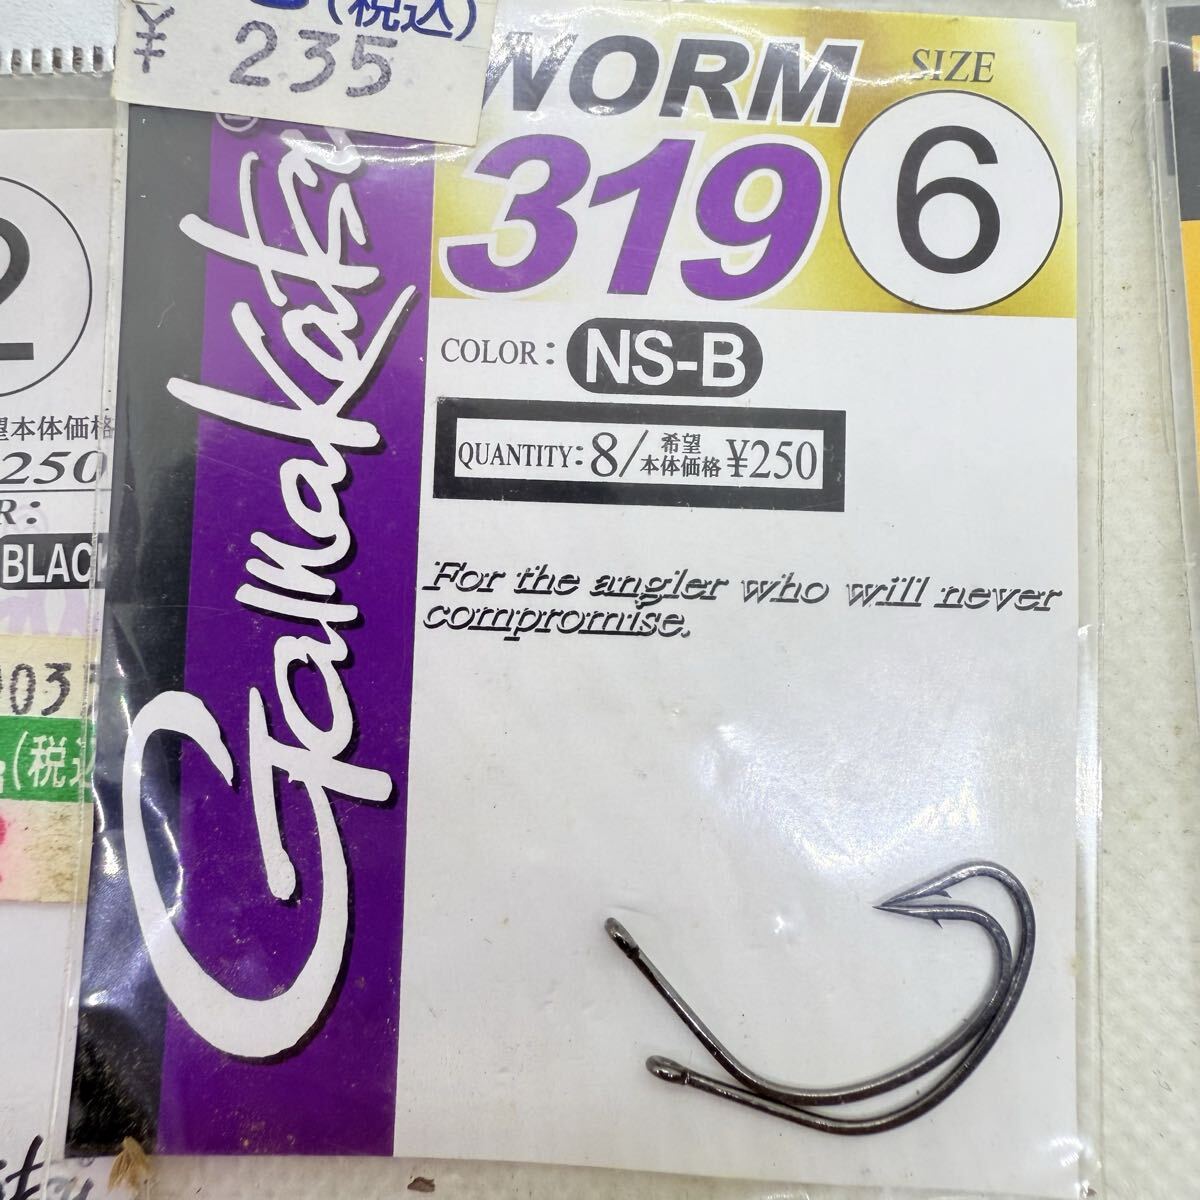 (税込)
¥ 235
WORM
319
SIZE
6
Gamakatsu
COLOR: NS-B
QUANTITY: 8/希望本体価格 ¥250
For the angler who will never
compromise.
2
望本体価格
250
R:
BLACK
03
(税込